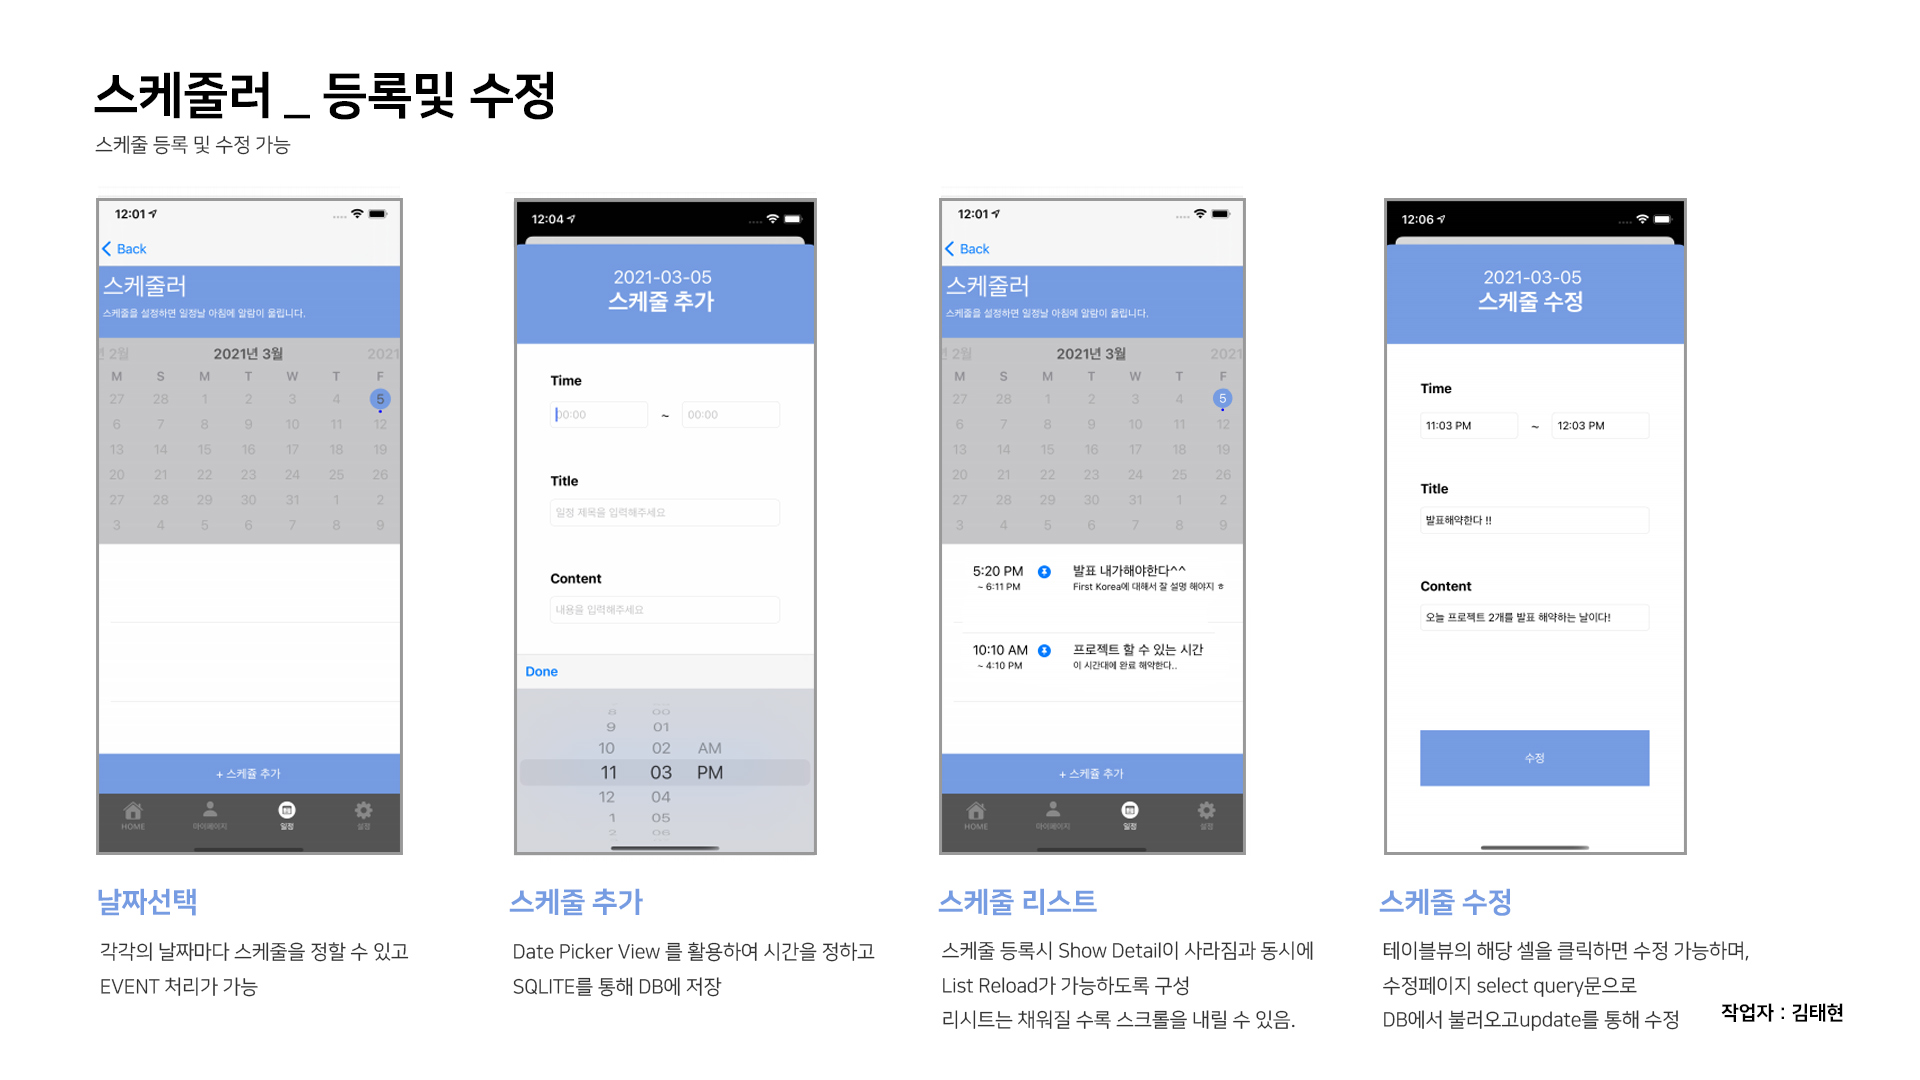 스케줄러 _ 등록및 수정
스케줄 등록 및 수정 가능
12:01
Back
스케줄러
스케줄을 설정하면 일정날 아침에 알람이 울립니다.
년 2월 2021년 3월 2021
M S M T W T F
27 28 1 2 3 4 5
6 7 8 9 10 11 12
13 14 15 16 17 18 19
20 21 22 23 24 25 26
27 28 29 30 31 1 2
3 4 5 6 7 8 9
+ 스케쥴 추가
HOME 마이페이지 일정 설정
12:04
2021-03-05
스케줄 추가
Time
00:00 ~ 00:00
Title
일정 제목을 입력해주세요
Content
내용을 입력해주세요
Done
8 00
9 01
10 02 AM
11 03 PM
12 04
1 05
2 06
12:01
Back
스케줄러
스케줄을 설정하면 일정날 아침에 알람이 울립니다.
년 2월 2021년 3월 2021
M S M T W T F
27 28 1 2 3 4 5
6 7 8 9 10 11 12
13 14 15 16 17 18 19
20 21 22 23 24 25 26
27 28 29 30 31 1 2
3 4 5 6 7 8 9
5:20 PM 발표 내가해야한다^^
~ 6:11 PM First Korea에 대해서 잘 설명 해야지 ㅎ
10:10 AM 프로젝트 할 수 있는 시간
~ 4:10 PM 이 시간대에 완료 해약한다..
+ 스케쥴 추가
HOME 마이페이지 일정 설정
12:06
2021-03-05
스케줄 수정
Time
11:03 PM ~ 12:03 PM
Title
발표해약한다 !!
Content
오늘 프로젝트 2개를 발표 해약하는 날이다!
수정
날짜선택
각각의 날짜마다 스케줄을 정할 수 있고
EVENT 처리가 가능
스케줄 추가
Date Picker View 를 활용하여 시간을 정하고
SQLITE를 통해 DB에 저장
스케줄 리스트
스케줄 등록시 Show Detail이 사라짐과 동시에
List Reload가 가능하도록 구성
리시트는 채워질 수록 스크롤을 내릴 수 있음.
스케줄 수정
테이블뷰의 해당 셀을 클릭하면 수정 가능하며,
수정페이지 select query문으로
DB에서 불러오고update를 통해 수정
작업자 : 김태현